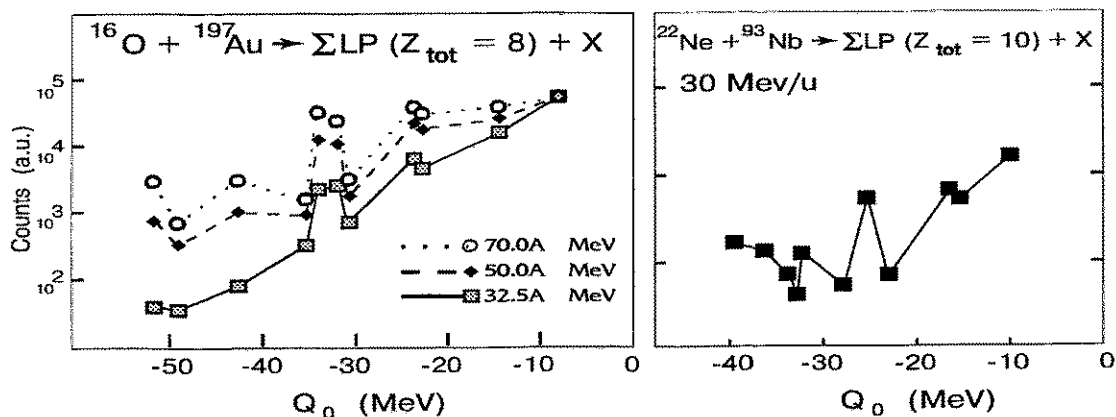 ¹⁶O + ¹⁹⁷Au → ΣLP (Z_tot = 8) + X
10⁵
10⁴
10³
10²
Counts (a.u.)
70.0A MeV
50.0A MeV
32.5A MeV
-50 -40 -30 -20 -10 0
Q₀ (MeV)
²²Ne + ⁹³Nb → ΣLP (Z_tot = 10) + X
30 Mev/u
-40 -30 -20 -10 0
Q₀ (MeV)